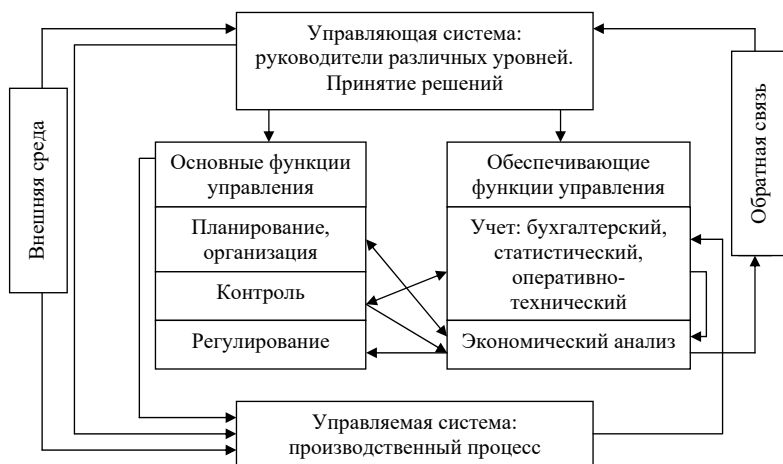 Управляющая система:
руководители различных уровней.
Принятие решений
Внешняя среда
Обратная связь
Основные функции
управления
Планирование,
организация
Контроль
Регулирование
Обеспечивающие
функции управления
Учет: бухгалтерский,
статистический,
оперативно-
технический
Экономический анализ
Управляемая система:
производственный процесс